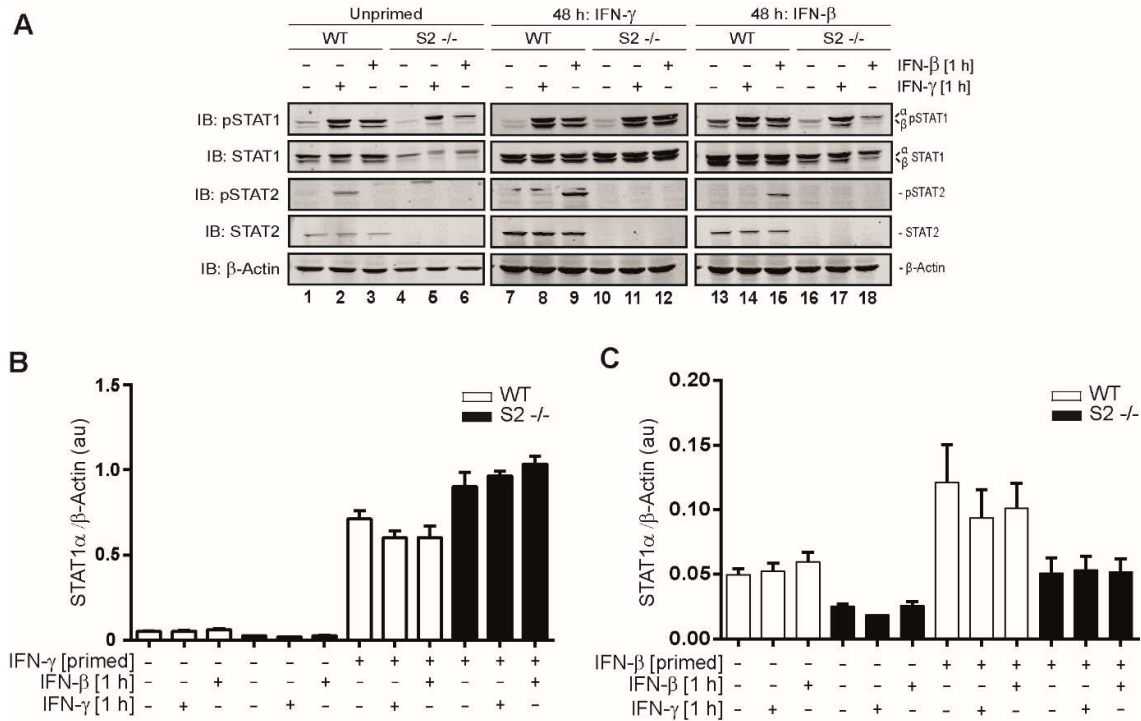 A
Unprimed 48 h: IFN-γ 48 h: IFN-β
WT S2 -/- WT S2 -/- WT S2 -/-
- - + - - + - - + - - + - - + - - + IFN-β [1 h]
- + - - + - - + - - + - - + - - + - IFN-γ [1 h]
IB: pSTAT1 α β pSTAT1
IB: STAT1 α β STAT1
IB: pSTAT2 - pSTAT2
IB: STAT2 - STAT2
IB: β-Actin - β-Actin
1 2 3 4 5 6 7 8 9 10 11 12 13 14 15 16 17 18
B
STAT1α/β-Actin (au)
1.5
1.0
0.5
0
WT
S2 -/-
IFN-γ [primed] - - - - - - + + + + + +
IFN-β [1 h] - - + - - + - - + - - +
IFN-γ [1 h] - + - - + - - + - - + -
C
STAT1α/β-Actin (au)
0.20
0.15
0.10
0.05
0.00
WT
S2 -/-
IFN-β [primed] - - - - - - + + + + + +
IFN-β [1 h] - - + - - + - - + - - +
IFN-γ [1 h] - + - - + - - + - - + -